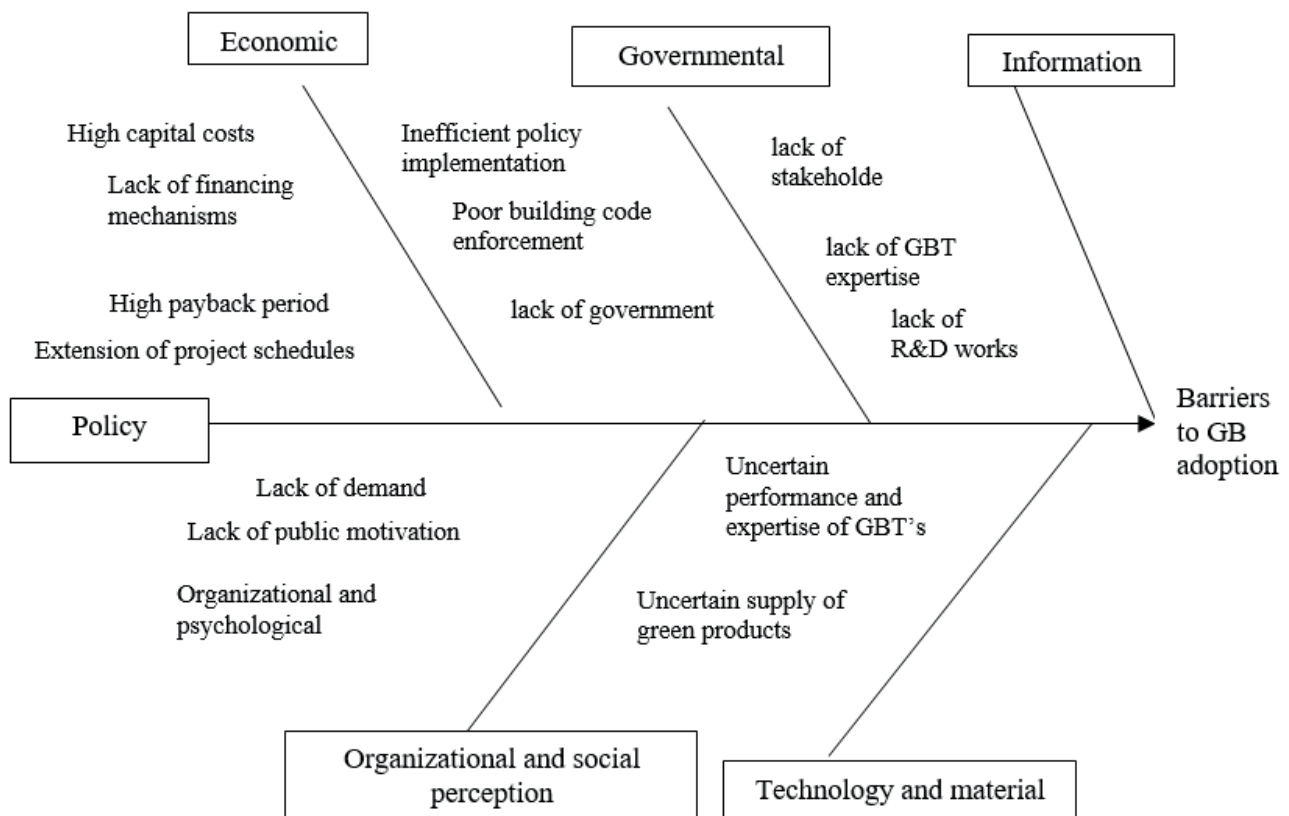 Economic
Governmental
Information
High capital costs
Lack of financing
mechanisms
High payback period
Extension of project schedules
Inefficient policy
implementation
Poor building code
enforcement
lack of government
lack of
stakeholde
lack of GBT
expertise
lack of
R&D works
Policy
Barriers
to GB
adoption
Lack of demand
Lack of public motivation
Organizational and
psychological
Uncertain
performance and
expertise of GBT’s
Uncertain supply of
green products
Organizational and social
perception
Technology and material